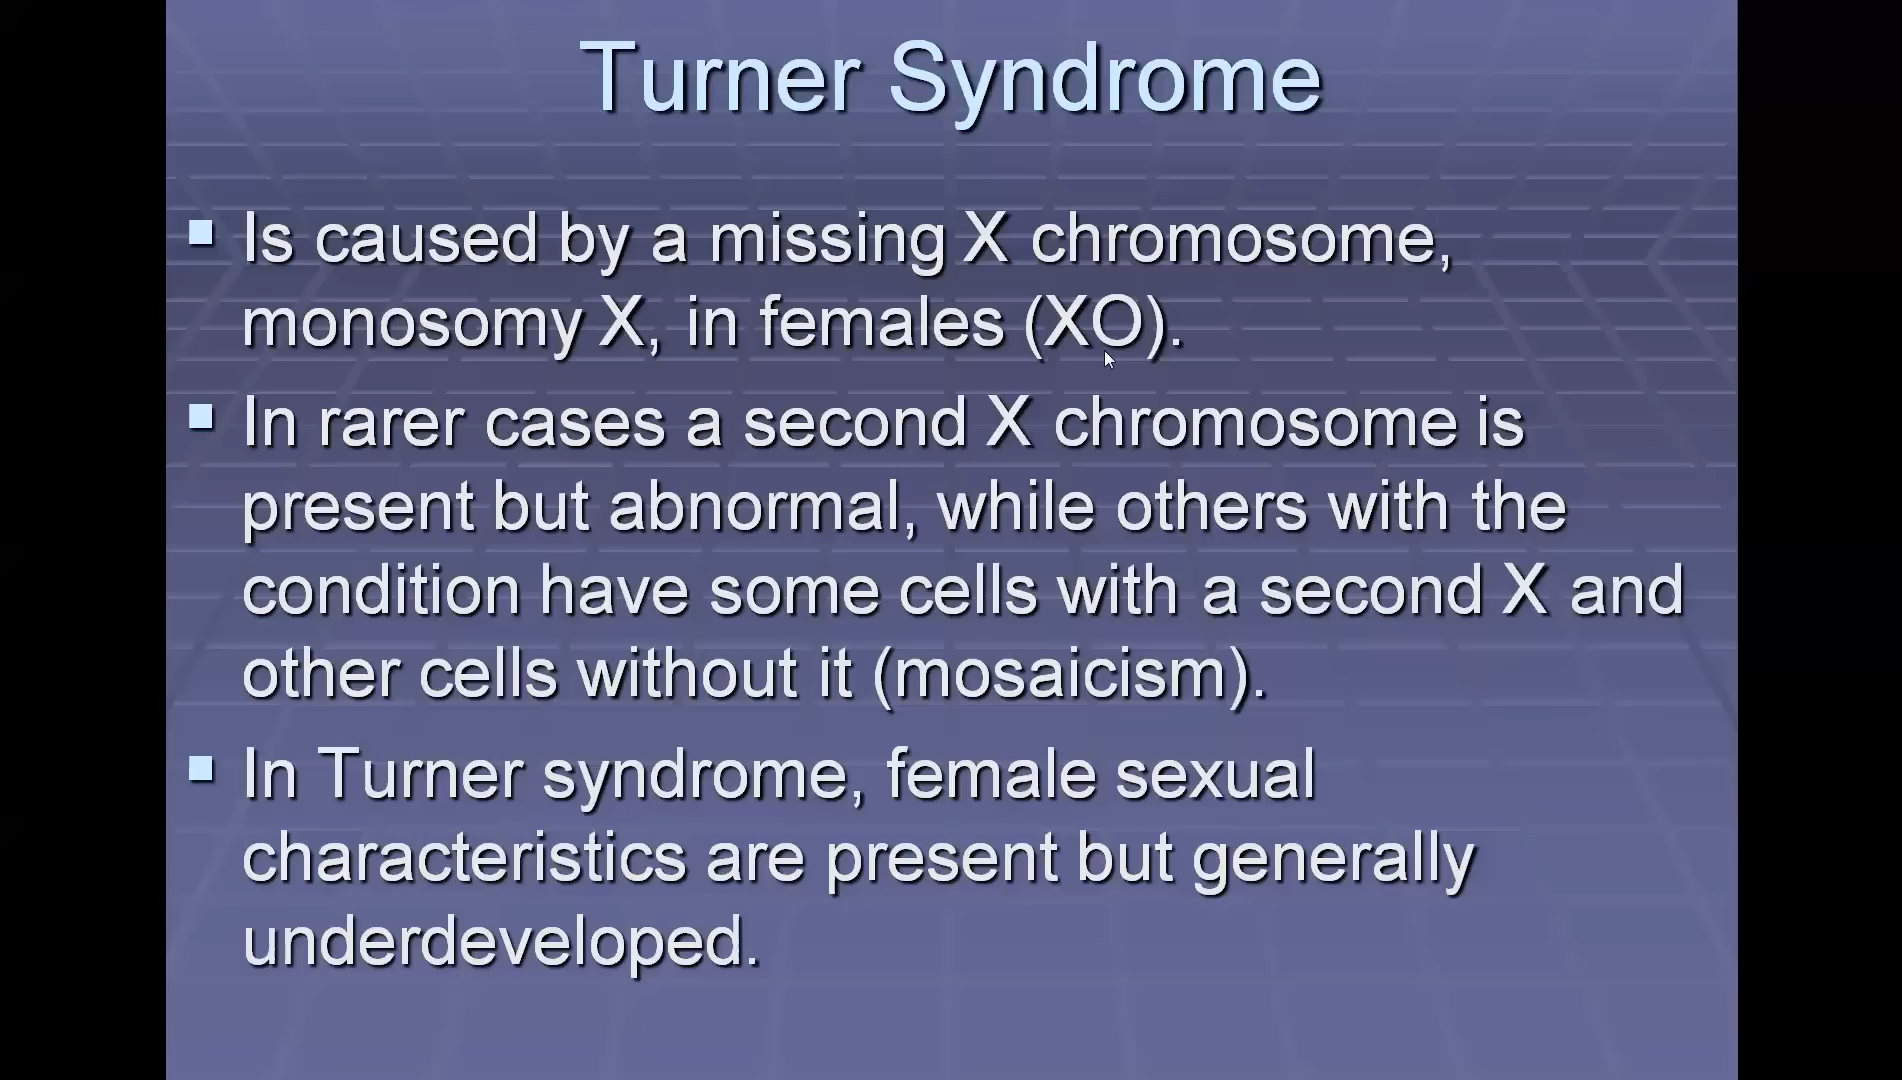 Turner Syndrome
Is caused by a missing X chromosome,
monosomy X, in females (XO).
In rarer cases a second X chromosome is
present but abnormal, while others with the
condition have some cells with a second X and
other cells without it (mosaicism).
In Turner syndrome, female sexual
characteristics are present but generally
underdeveloped.